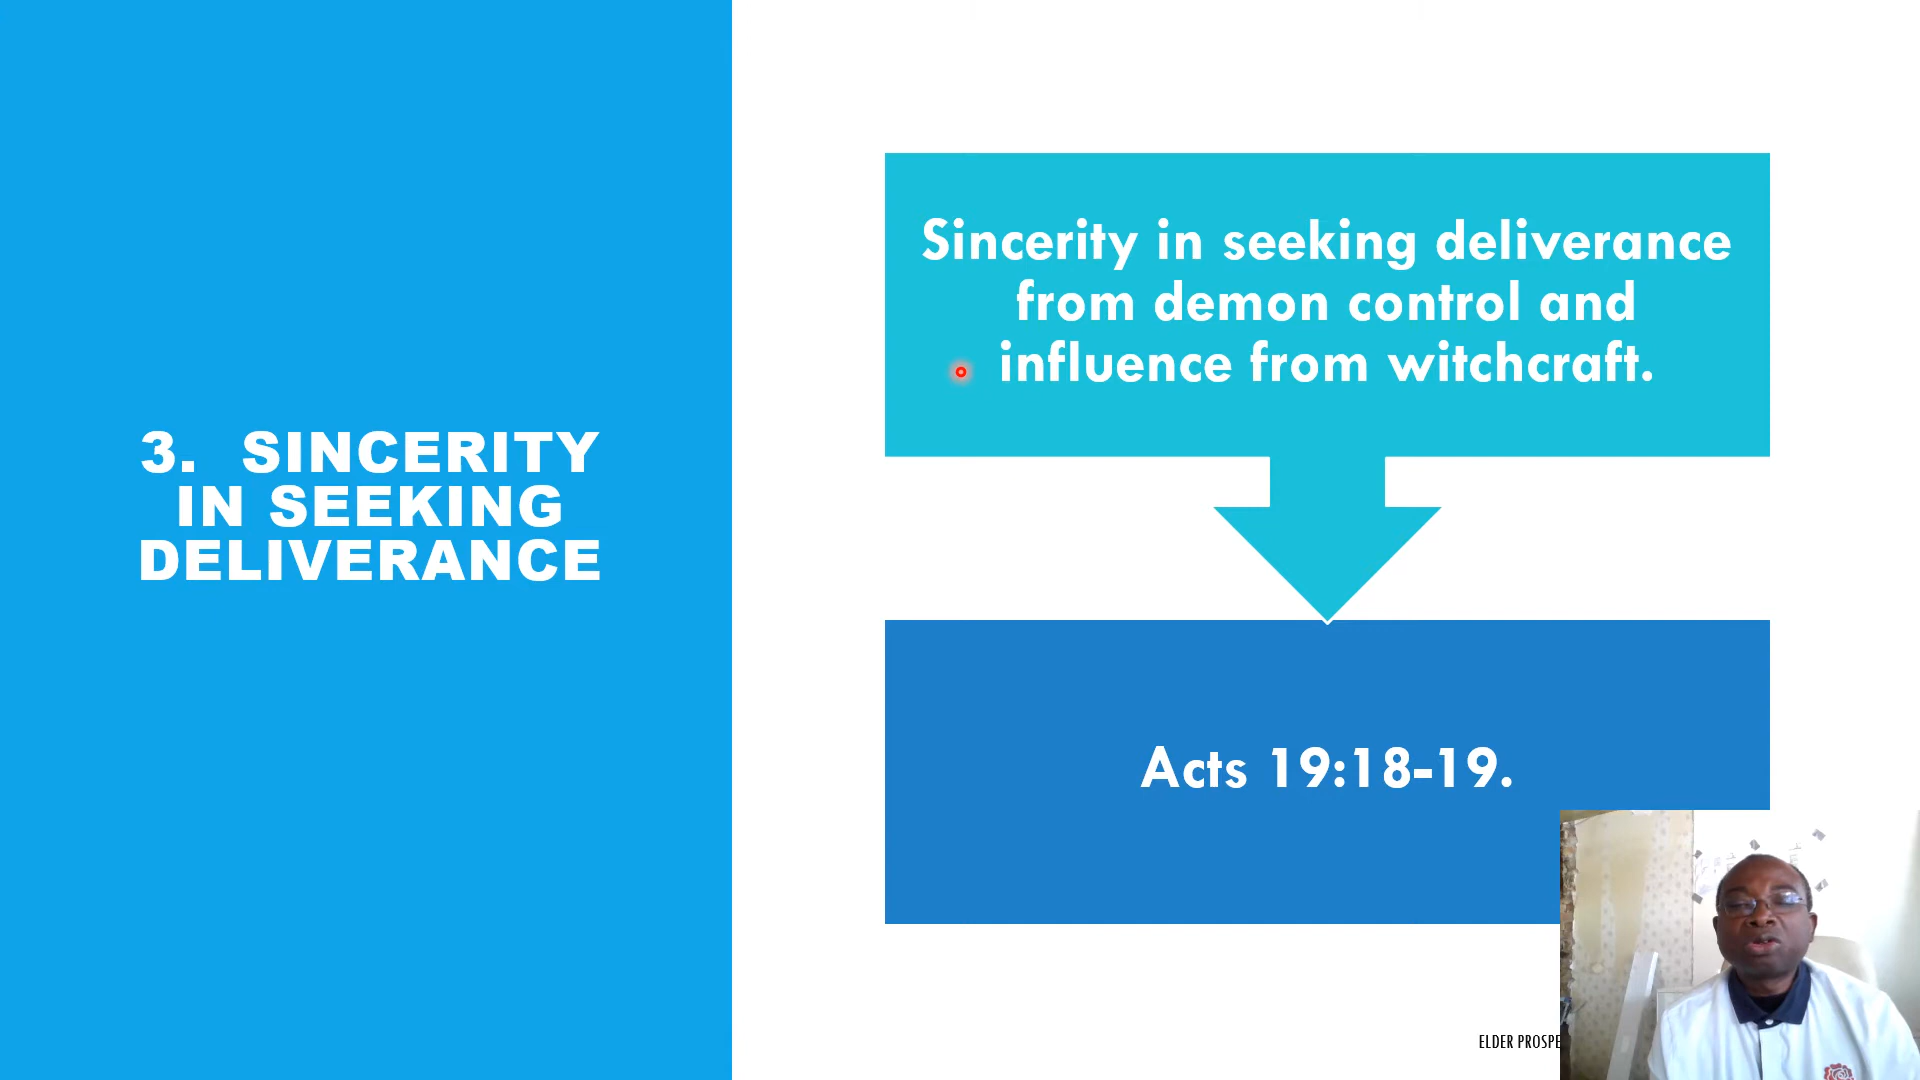 3. SINCERITY
IN SEEKING
DELIVERANCE
Sincerity in seeking deliverance
from demon control and
influence from witchcraft.
Acts 19:18-19.
ELDER PROSPE